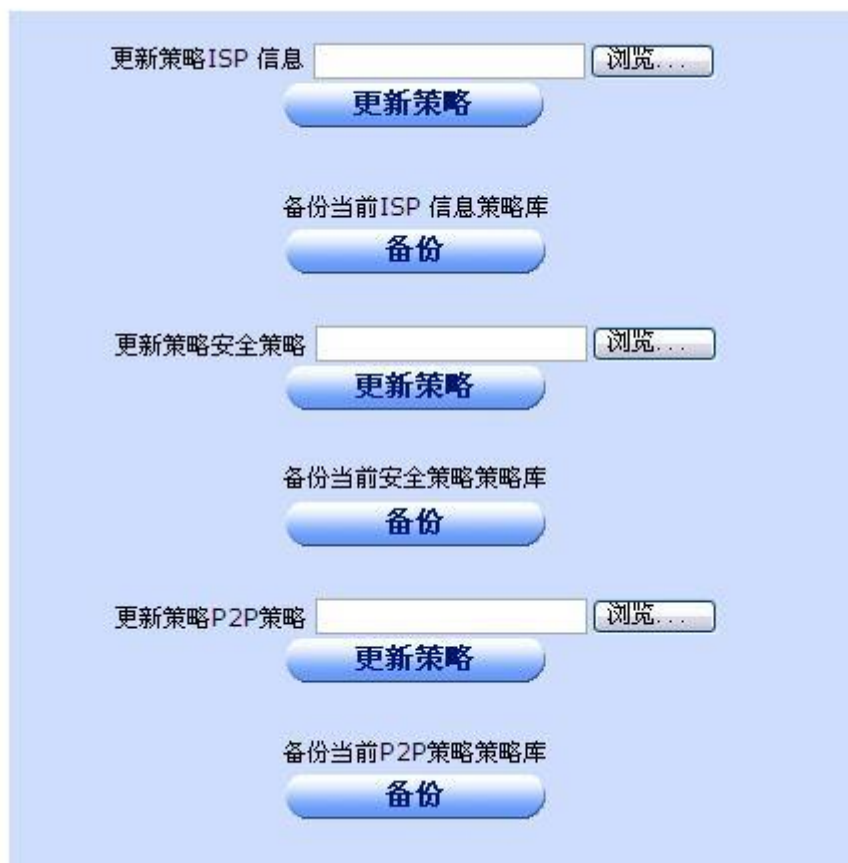 更新策略ISP 信息 浏览...
更新策略
备份当前ISP 信息策略库
备份
更新策略安全策略 浏览...
更新策略
备份当前安全策略策略库
备份
更新策略P2P策略 浏览...
更新策略
备份当前P2P策略策略库
备份